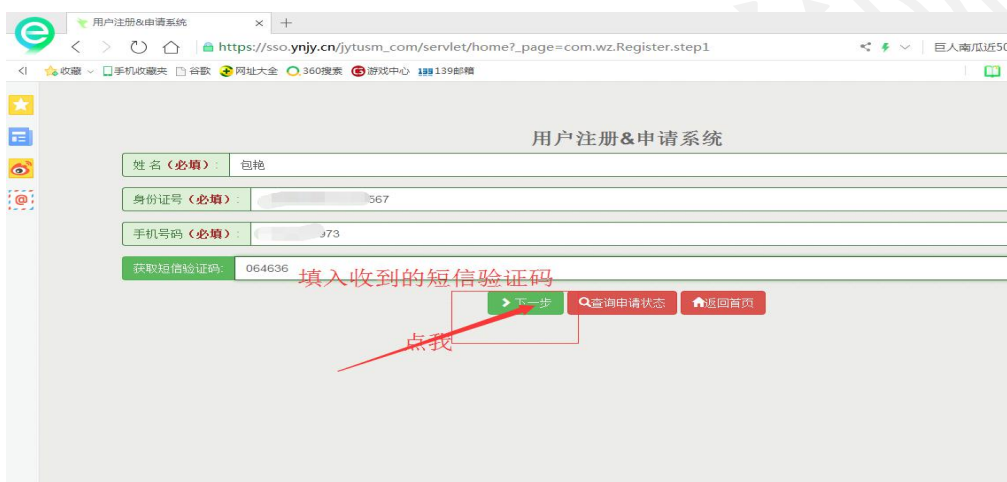 用户注册&申请系统
https://sso.ynjy.cn/jytusm_com/servlet/home?_page=com.wz.Register.step1
巨人南瓜近50
收藏 手机收藏夹 谷歌 网址大全 360搜索 游戏中心 139邮箱
用户注册&申请系统
姓名(必填): 包艳
身份证号(必填): 567
手机号码(必填): 973
获取短信验证码: 064636
填入收到的短信验证码
下一步 查询申请状态 返回首页
点我